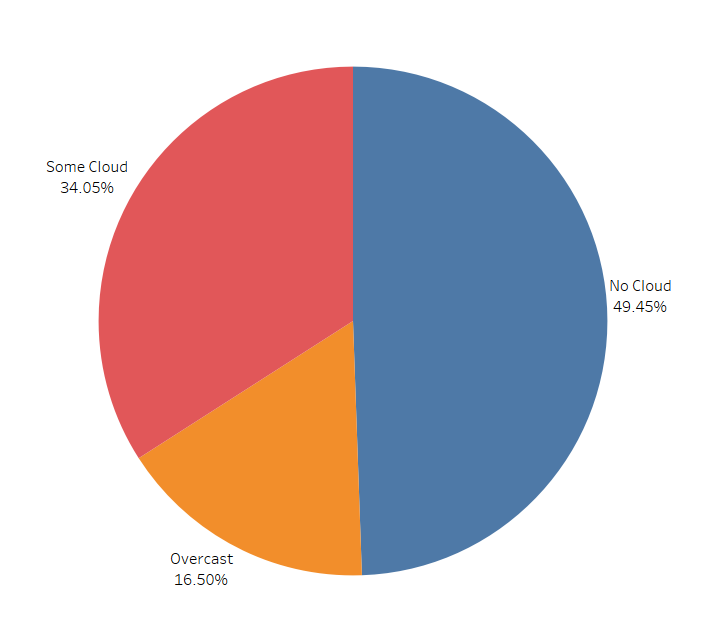 Some Cloud
34.05%
No Cloud
49.45%
Overcast
16.50%